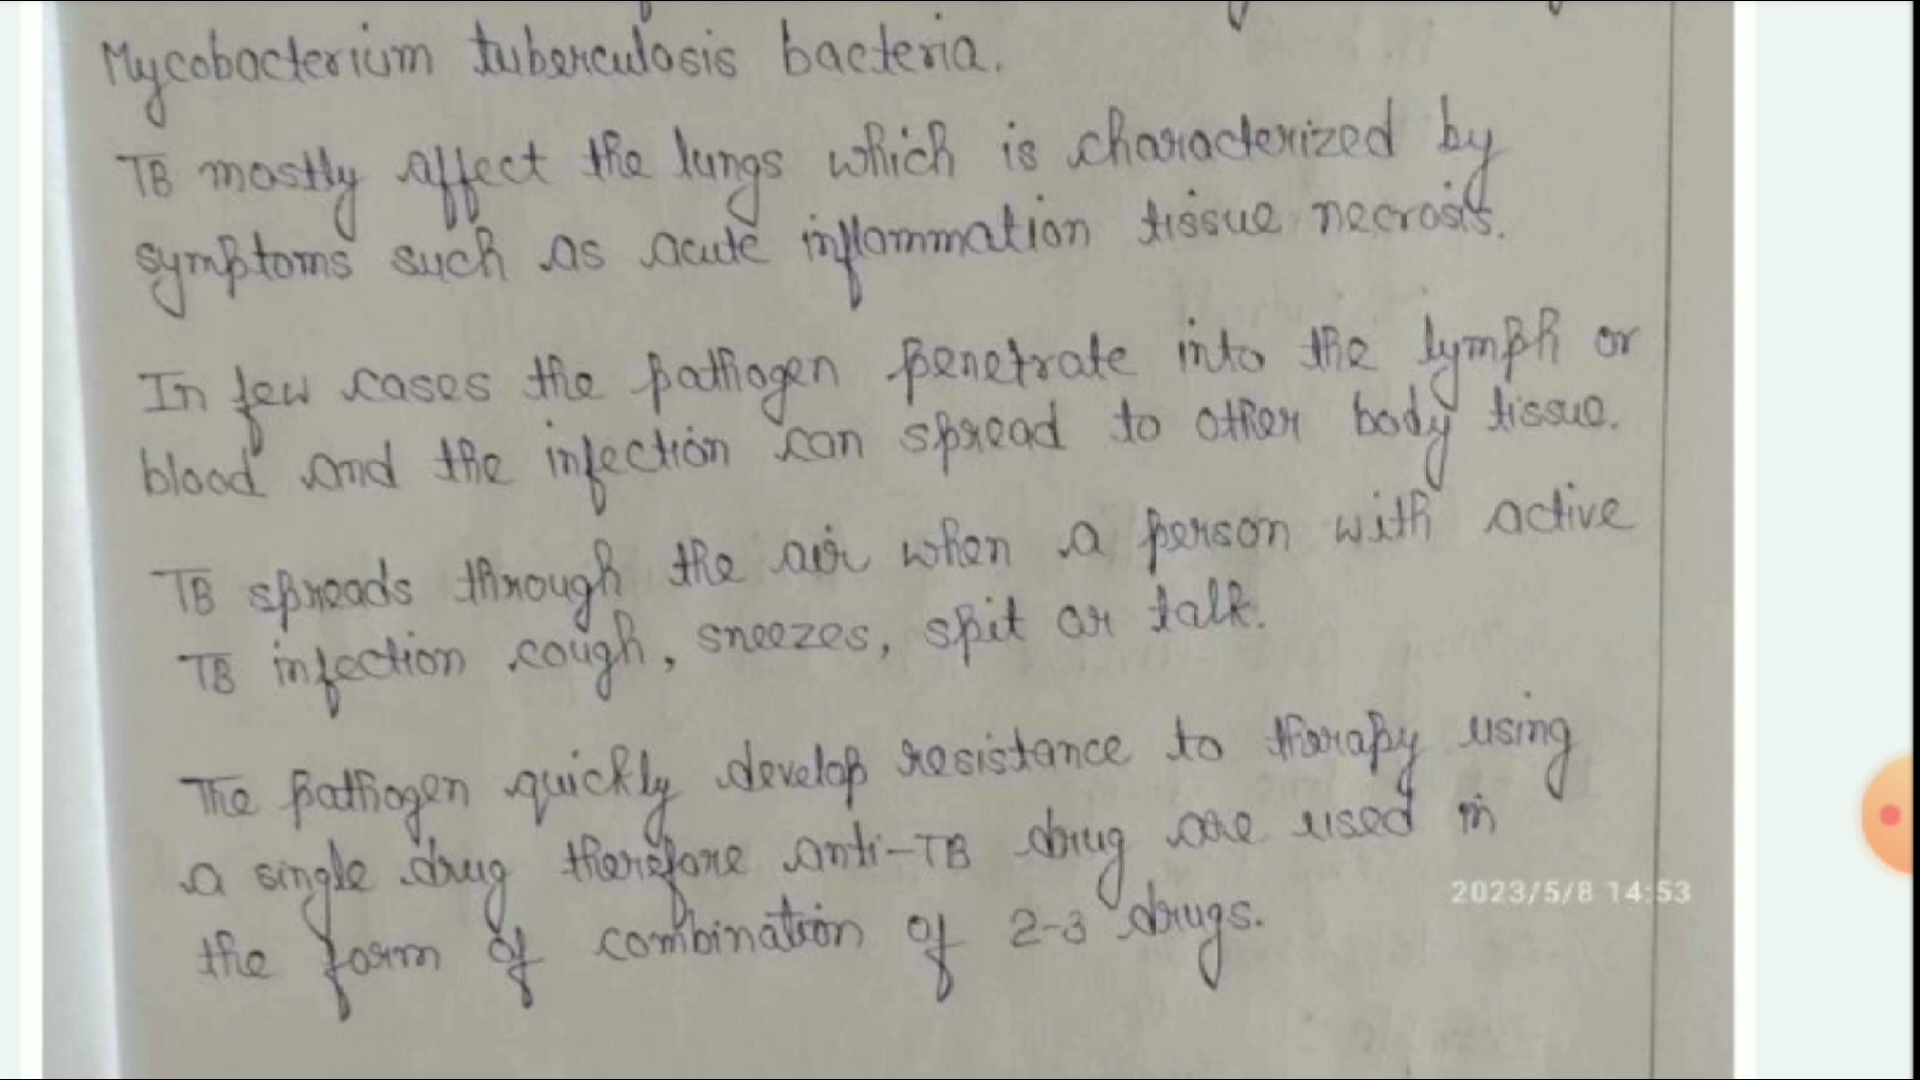 Mycobacterium tuberculosis bacteria.
TB mostly affect the lungs which is characterized by
symptoms such as acute inflammation tissue necrosis.
In few cases the pathogen penetrate into the lymph or
blood and the infection can spread to other body tissue.
TB spreads through the air when a person with active
TB infection cough, sneezes, spit or talk.
The pathogen quickly develop resistance to therapy using
a single drug therefore anti-TB drug are used in
the form of combination of 2-3 drugs.
2023/5/8 14:53